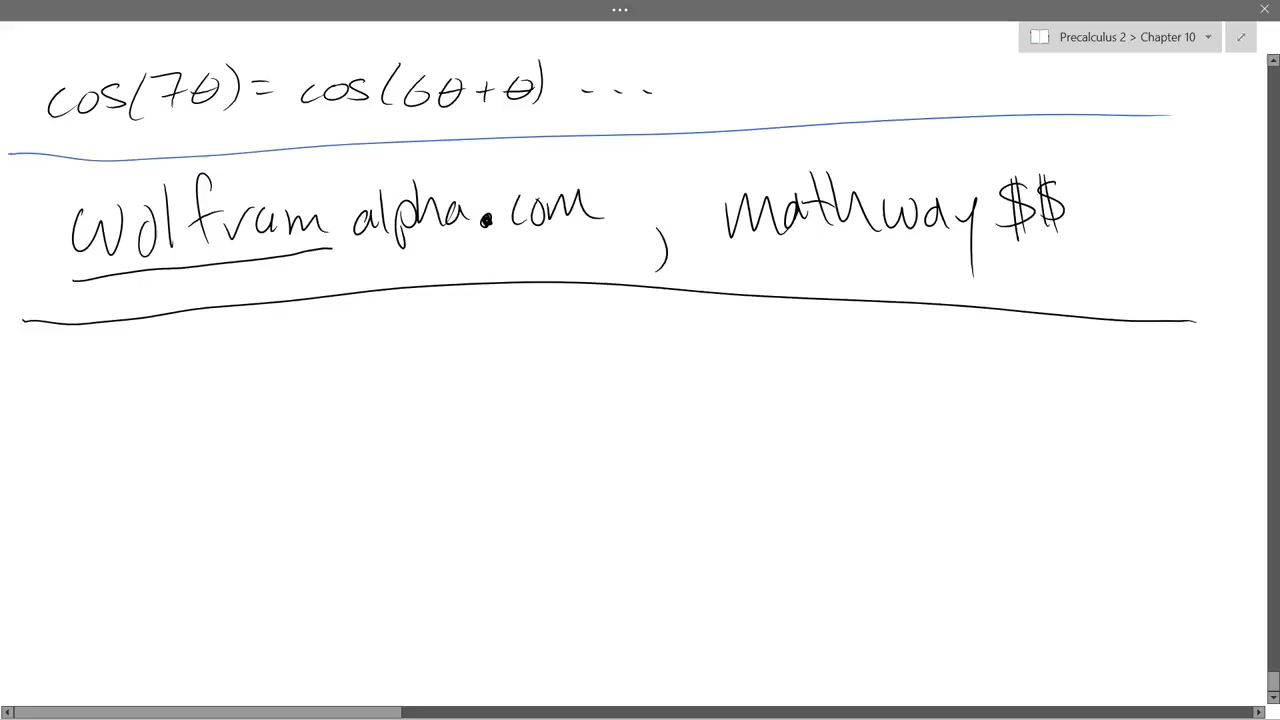 Precalculus 2 > Chapter 10
cos(7θ) = cos(6θ+θ) ...
wolfram alpha.com , mathway $$